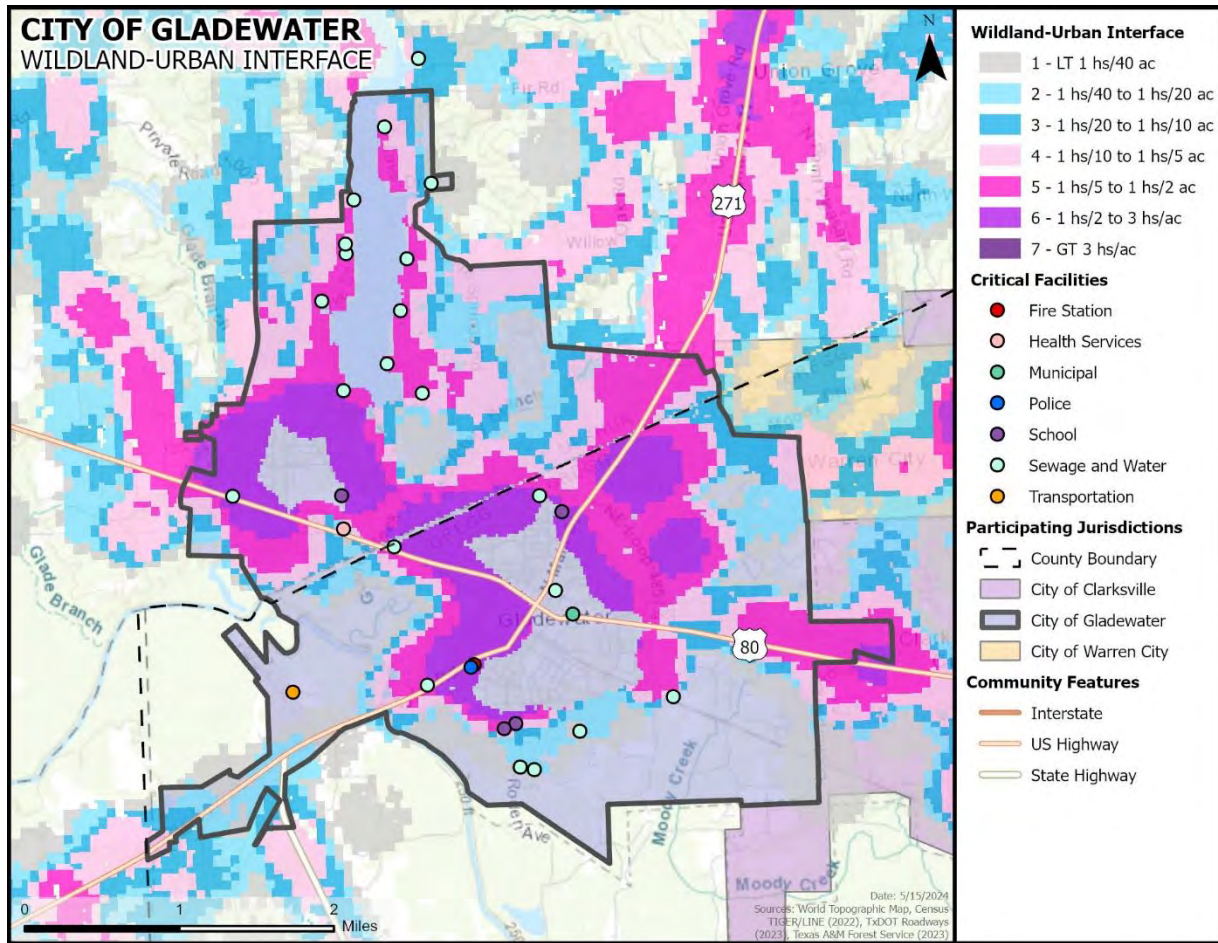 CITY OF GLADEWATER
WILDLAND-URBAN INTERFACE
N
Union Grove
Fir Rd
Private Road
271
Willow
Glade Branch
Warren City
Glade Branch
Gladewater
80
Moody Creek
Moody Creek
0 1 2
Miles
Date: 5/15/2024
Sources: World Topographic Map, Census
TIGER/LINE (2022), TxDOT Roadways
(2023), Texas A&M Forest Service (2023)
Wildland-Urban Interface
1 - LT 1 hs/40 ac
2 - 1 hs/40 to 1 hs/20 ac
3 - 1 hs/20 to 1 hs/10 ac
4 - 1 hs/10 to 1 hs/5 ac
5 - 1 hs/5 to 1 hs/2 ac
6 - 1 hs/2 to 3 hs/ac
7 - GT 3 hs/ac
Critical Facilities
Fire Station
Health Services
Municipal
Police
School
Sewage and Water
Transportation
Participating Jurisdictions
County Boundary
City of Clarksville
City of Gladewater
City of Warren City
Community Features
Interstate
US Highway
State Highway